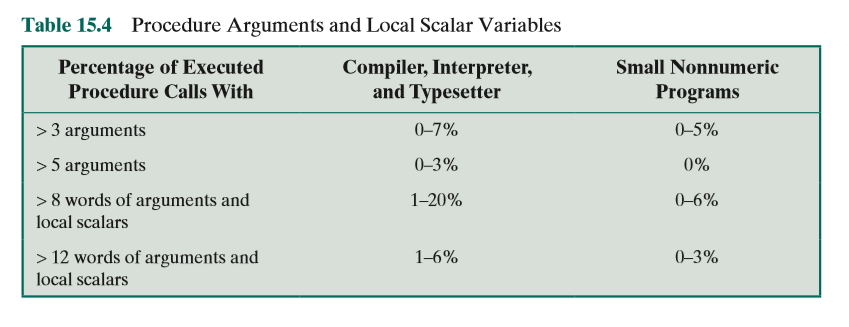 Table 15.4 Procedure Arguments and Local Scalar Variables
Percentage of Executed Procedure Calls With
Compiler, Interpreter, and Typesetter
Small Nonnumeric Programs
> 3 arguments 0–7% 0–5%
> 5 arguments 0–3% 0%
> 8 words of arguments and 1–20% 0–6%
local scalars
> 12 words of arguments and 1–6% 0–3%
local scalars